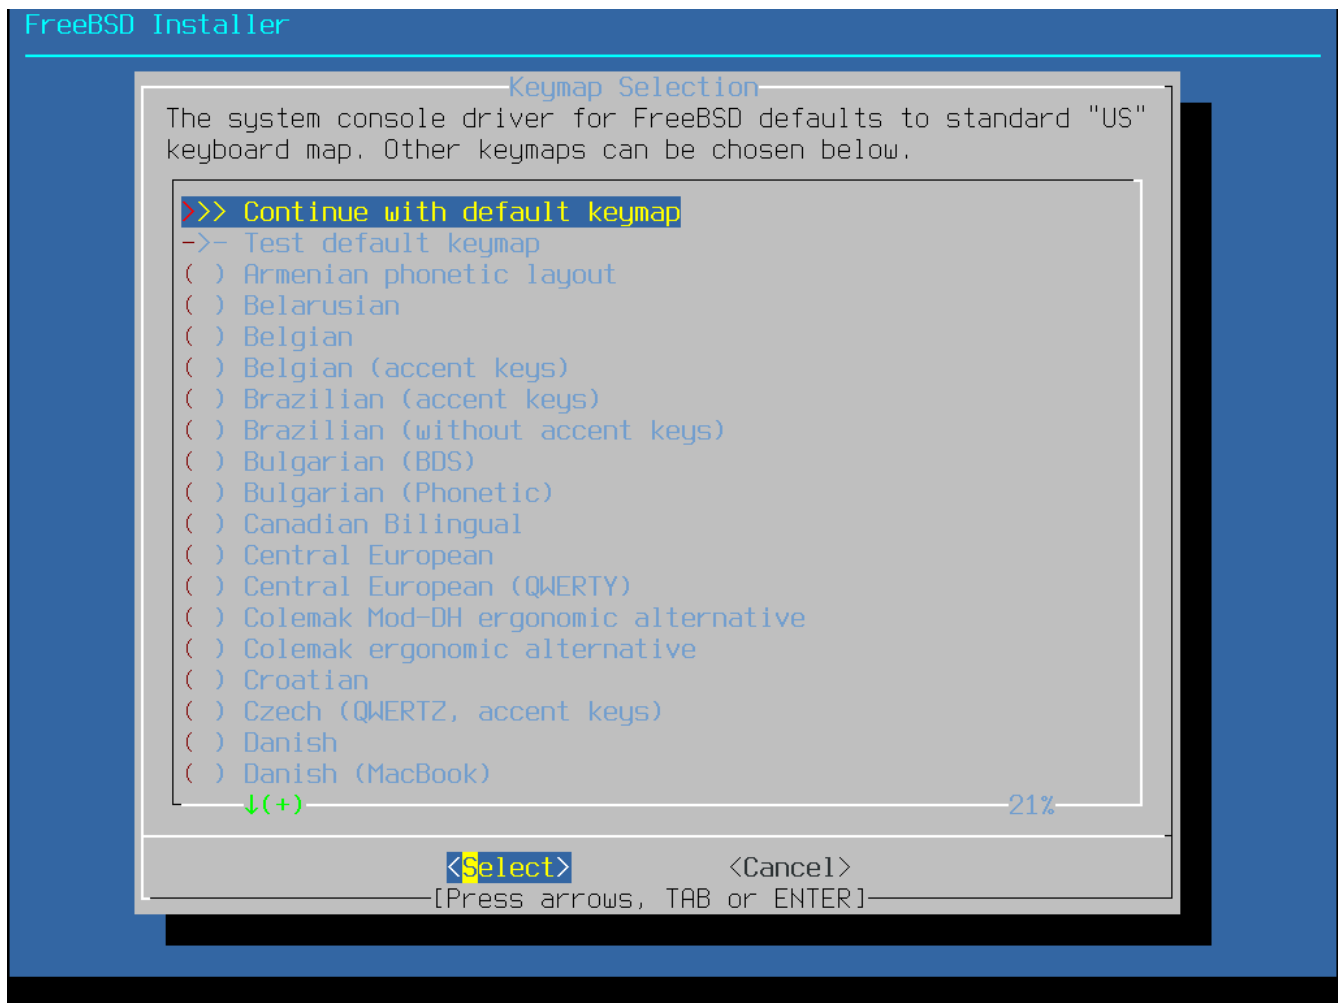 FreeBSD Installer
Keymap Selection
The system console driver for FreeBSD defaults to standard "US"
keyboard map. Other keymaps can be chosen below.
>>> Continue with default keymap
->- Test default keymap
( ) Armenian phonetic layout
( ) Belarusian
( ) Belgian
( ) Belgian (accent keys)
( ) Brazilian (accent keys)
( ) Brazilian (without accent keys)
( ) Bulgarian (BDS)
( ) Bulgarian (Phonetic)
( ) Canadian Bilingual
( ) Central European
( ) Central European (QWERTY)
( ) Colemak Mod-DH ergonomic alternative
( ) Colemak ergonomic alternative
( ) Croatian
( ) Czech (QWERTZ, accent keys)
( ) Danish
( ) Danish (MacBook)
↓(+) 21%
<Select> <Cancel>
[Press arrows, TAB or ENTER]